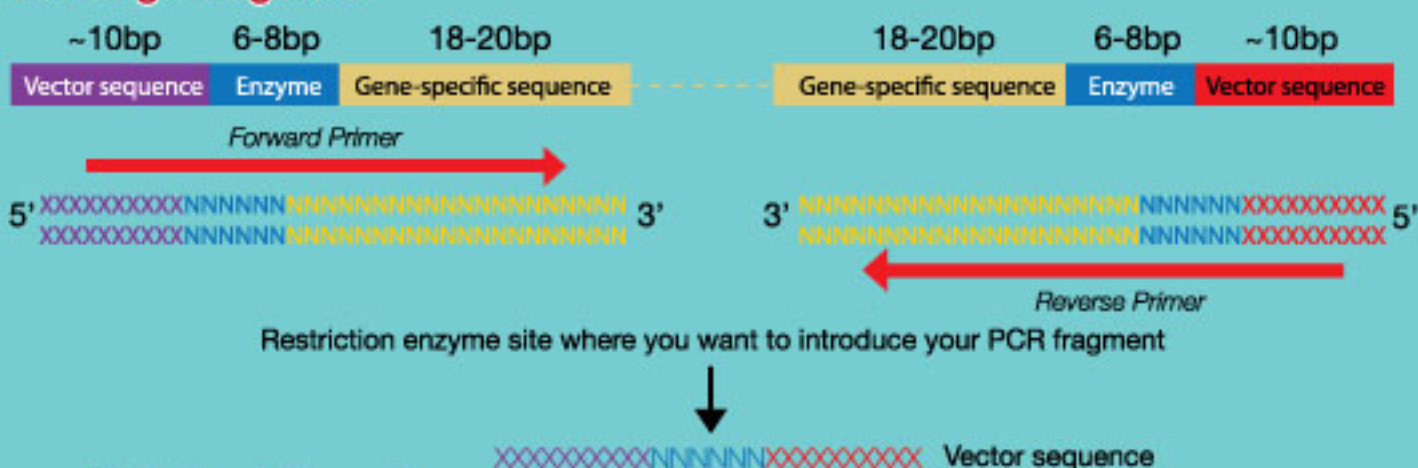 ~10bp 6-8bp 18-20bp 18-20bp 6-8bp ~10bp
Vector sequence Enzyme Gene-specific sequence Gene-specific sequence Enzyme Vector sequence
Forward Primer
5' XXXXXXXXXXNNNNNNNNNNNNNNNNNNNNNNNNNN 3' 3' NNNNNNNNNNNNNNNNNNNNNNNNNNXXXXXXXXXX 5'
XXXXXXXXXXNNNNNNNNNNNNNNNNNNNNNNNNNN NNNNNNNNNNNNNNNNNNNNNNNNNNXXXXXXXXXX
Reverse Primer
Restriction enzyme site where you want to introduce your PCR fragment
XXXXXXXXXXNNNNNNXXXXXXXXXX Vector sequence